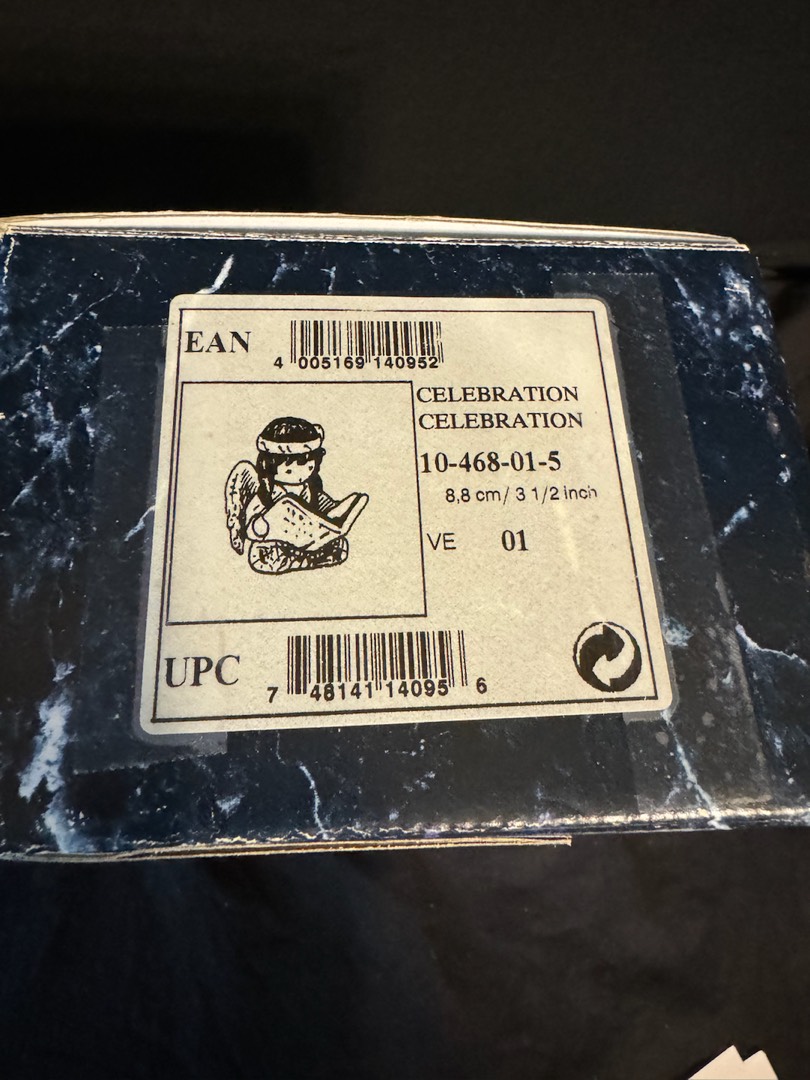 EAN
4 005169 140952
CELEBRATION
CELEBRATION
10-468-01-5
8,8 cm/ 3 1/2 inch
VE 01
UPC
7 48141 14095 6